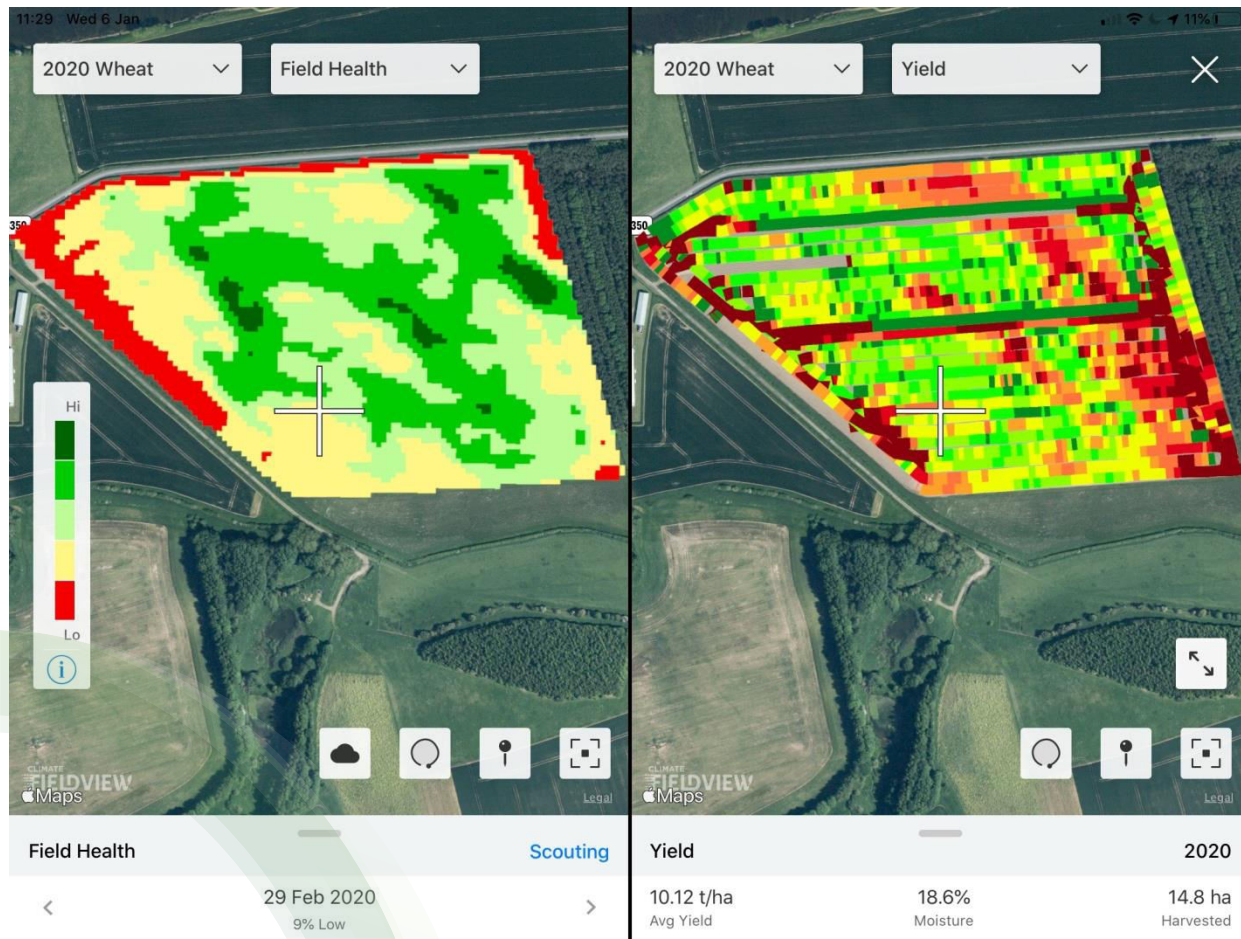 11:29 Wed 6 Jan
11%
2020 Wheat
Field Health
350
Hi
Lo
i
CLIMATE
FIELDVIEW
Maps
Legal
Field Health
Scouting
29 Feb 2020
9% Low
2020 Wheat
Yield
350
CLIMATE
FIELDVIEW
Maps
Legal
Yield
2020
10.12 t/ha
18.6%
14.8 ha
Avg Yield
Moisture
Harvested